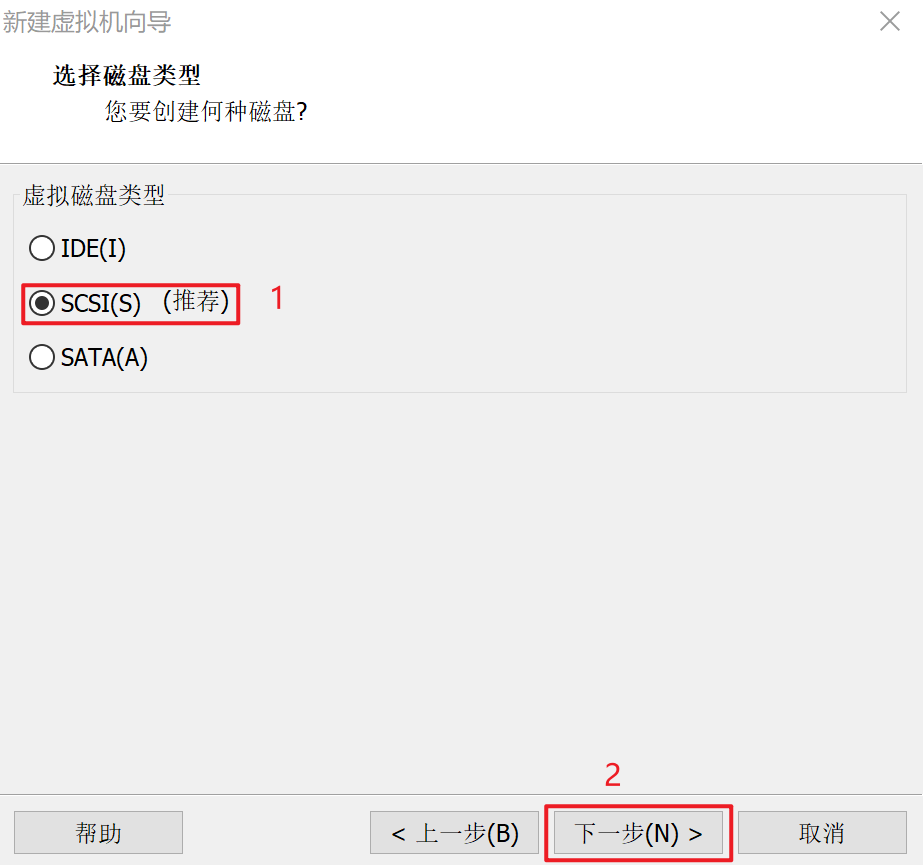 新建虚拟机向导
选择磁盘类型
您要创建何种磁盘?
虚拟磁盘类型
IDE(I)
SCSI(S) (推荐) 1
SATA(A)
2
帮助 < 上一步(B) 下一步(N) > 取消